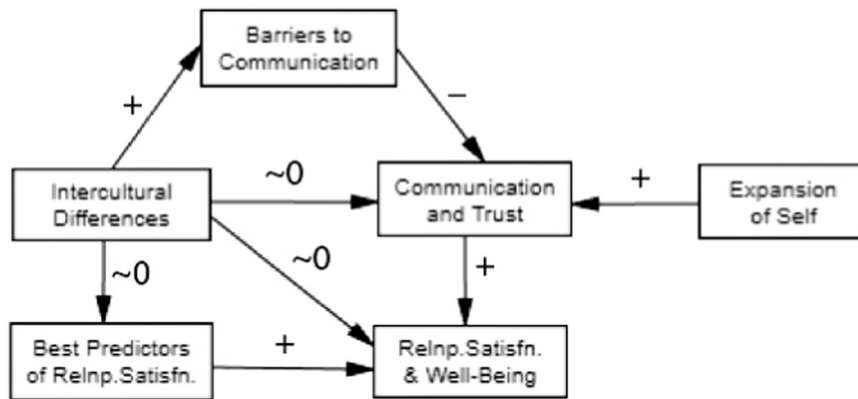 Barriers to
Communication
+
−
Intercultural
Differences
~0
Communication
and Trust
+
Expansion
of Self
~0
~0
+
Best Predictors
of Relnp.Satisfn.
+
Relnp.Satisfn.
& Well-Being